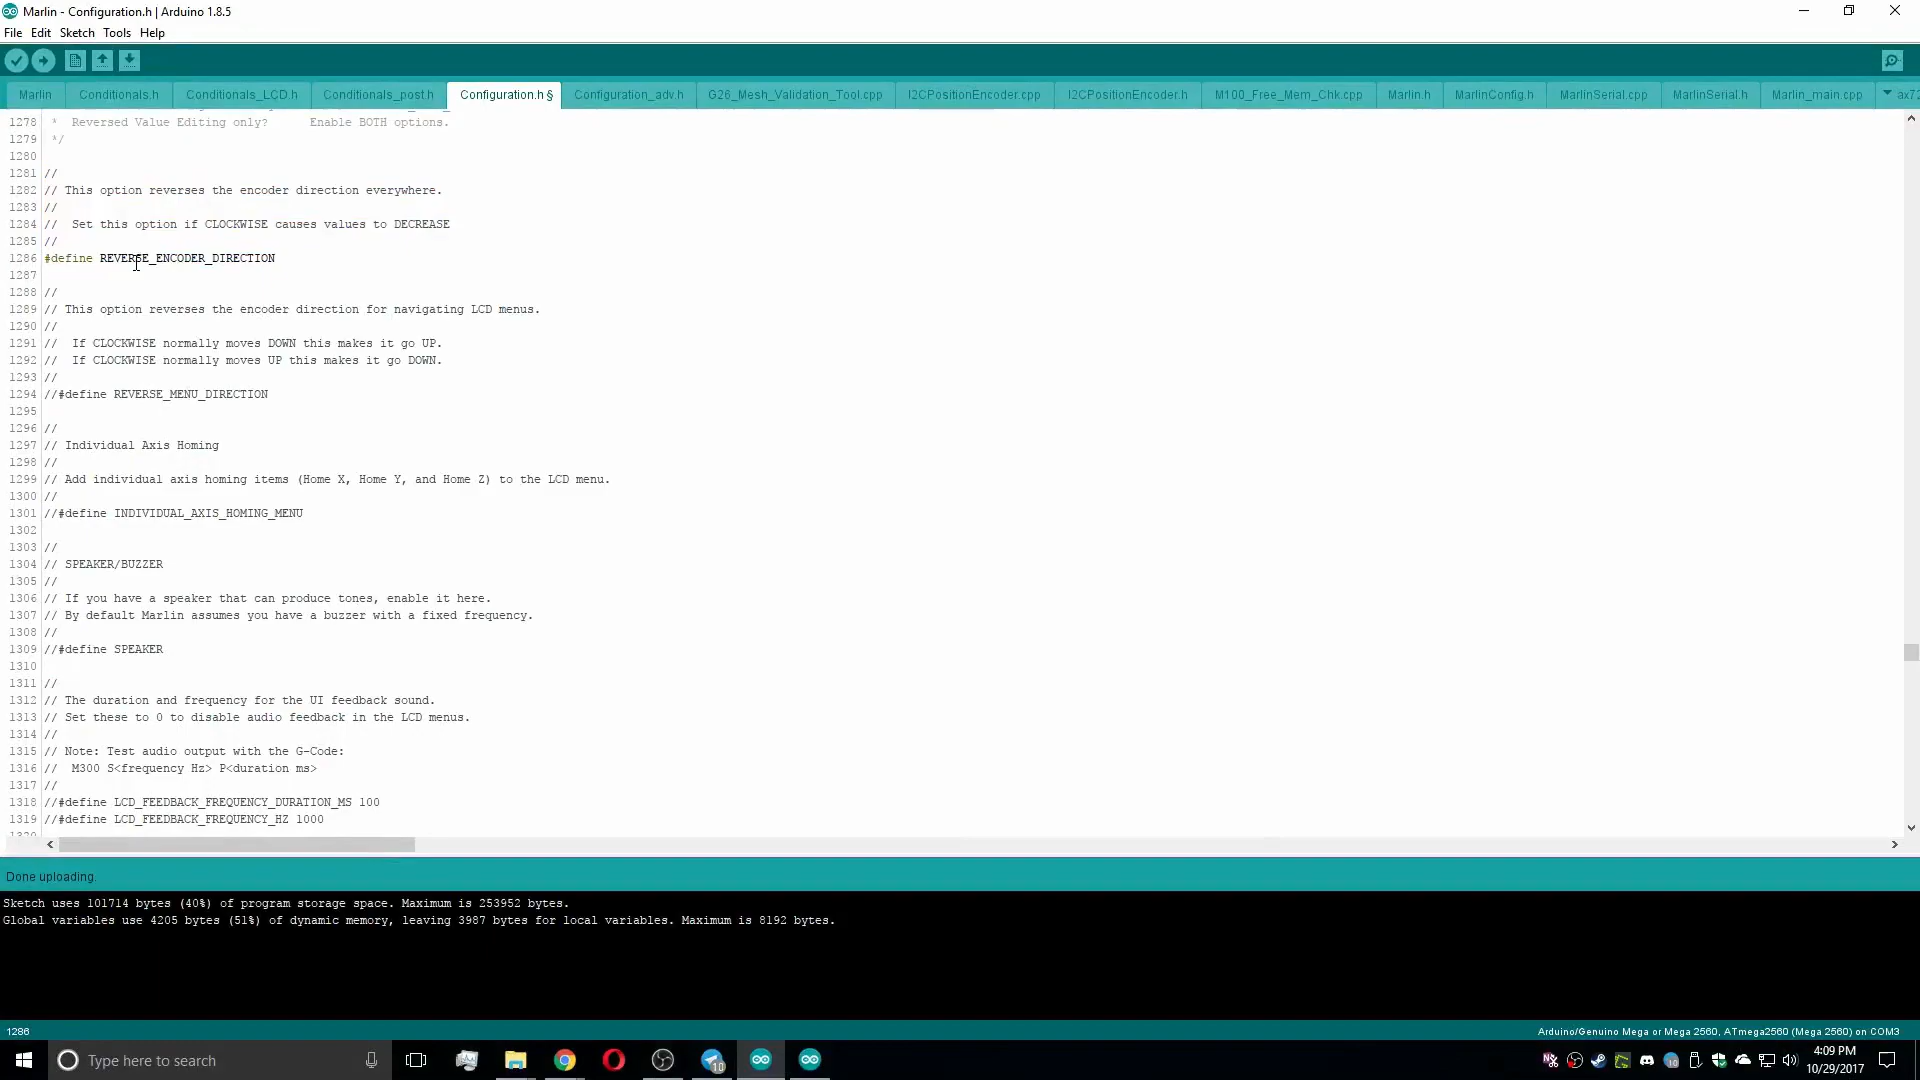 Marlin - Configuration.h | Arduino 1.8.5
File Edit Sketch Tools Help
Marlin Conditionals.h Conditionals_LCD.h Conditionals_post.h Configuration.h § Configuration_adv.h G26_Mesh_Validation_Tool.cpp I2CPositionEncoder.cpp I2CPositionEncoder.h M100_Free_Mem_Chk.cpp Marlin.h MarlinConfig.h MarlinSerial.cpp MarlinSerial.h Marlin_main.cpp
1278 * Reversed Value Editing only? Enable BOTH options.
1279 */
1280
1281 //
1282 // This option reverses the encoder direction everywhere.
1283 //
1284 // Set this option if CLOCKWISE causes values to DECREASE
1285 //
1286 #define REVERSE_ENCODER_DIRECTION
1287
1288 //
1289 // This option reverses the encoder direction for navigating LCD menus.
1290 //
1291 // If CLOCKWISE normally moves DOWN this makes it go UP.
1292 // If CLOCKWISE normally moves UP this makes it go DOWN.
1293 //
1294 //#define REVERSE_MENU_DIRECTION
1295
1296 //
1297 // Individual Axis Homing
1298 //
1299 // Add individual axis homing items (Home X, Home Y, and Home Z) to the LCD menu.
1300 //
1301 //#define INDIVIDUAL_AXIS_HOMING_MENU
1302
1303 //
1304 // SPEAKER/BUZZER
1305 //
1306 // If you have a speaker that can produce tones, enable it here.
1307 // By default Marlin assumes you have a buzzer with a fixed frequency.
1308 //
1309 //#define SPEAKER
1310
1311 //
1312 // The duration and frequency for the UI feedback sound.
1313 // Set these to 0 to disable audio feedback in the LCD menus.
1314 //
1315 // Note: Test audio output with the G-Code:
1316 // M300 S<frequency Hz> P<duration ms>
1317 //
1318 //#define LCD_FEEDBACK_FREQUENCY_DURATION_MS 100
1319 //#define LCD_FEEDBACK_FREQUENCY_HZ 1000
Done uploading.
Sketch uses 101714 bytes (40%) of program storage space. Maximum is 253952 bytes.
Global variables use 4205 bytes (51%) of dynamic memory, leaving 3987 bytes for local variables. Maximum is 8192 bytes.
1286 Arduino/Genuino Mega or Mega 2560, ATmega2560 (Mega 2560) on COM3
Type here to search
10
4:09 PM
10/29/2017